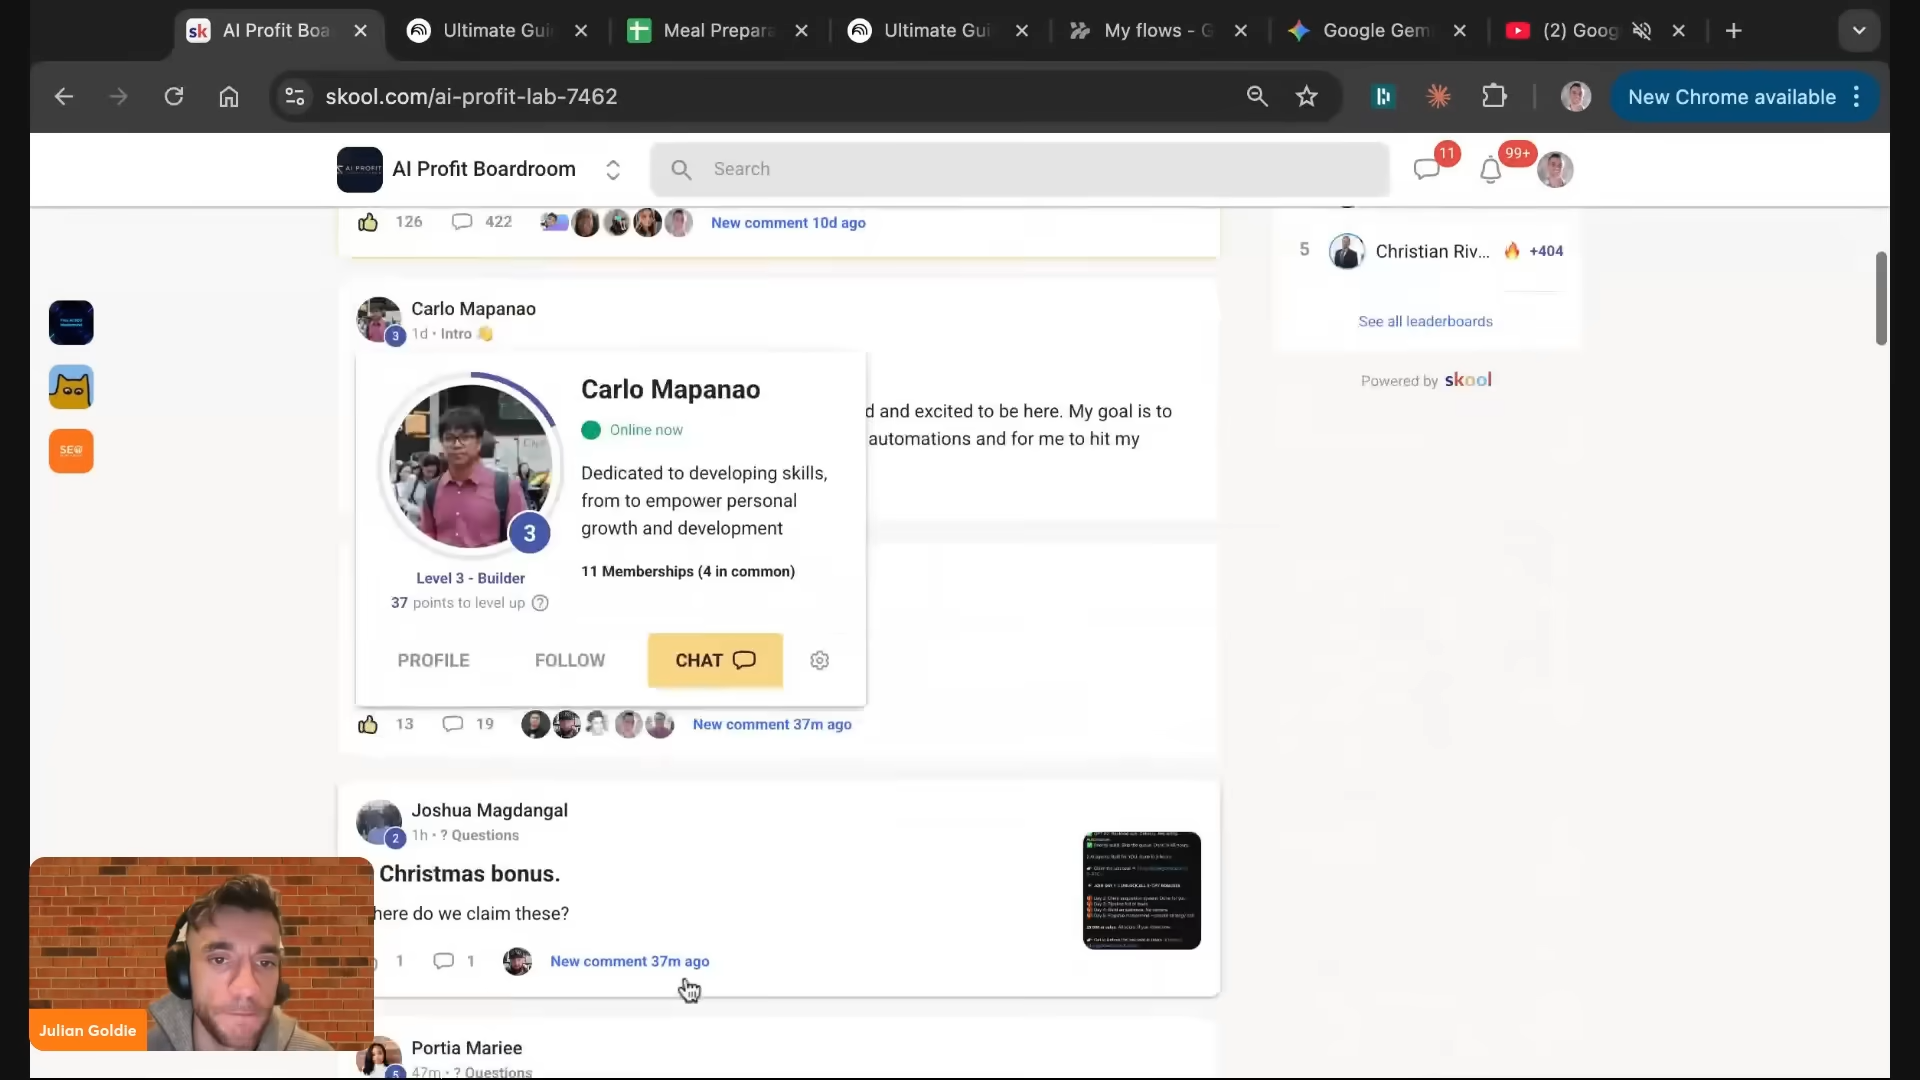 sk AI Profit Boa
Ultimate Gui
Meal Prepara
Ultimate Gui
My flows - G
Google Gem
(2) Goog
skool.com/ai-profit-lab-7462
New Chrome available
AI Profit Boardroom
Search
11
99+
126 422 New comment 10d ago
5 Christian Riv... 🔥 +404
See all leaderboards
Powered by skool
Carlo Mapanao
3 1d • Intro 👋
d and excited to be here. My goal is to
automations and for me to hit my
Carlo Mapanao
Online now
Dedicated to developing skills,
from to empower personal
growth and development
11 Memberships (4 in common)
3
Level 3 - Builder
37 points to level up
PROFILE FOLLOW CHAT
13 19 New comment 37m ago
Joshua Magdangal
2 1h • ? Questions
Christmas bonus.
here do we claim these?
1 1 New comment 37m ago
Portia Mariee
5 47m • ? Questions
SEO
Julian Goldie